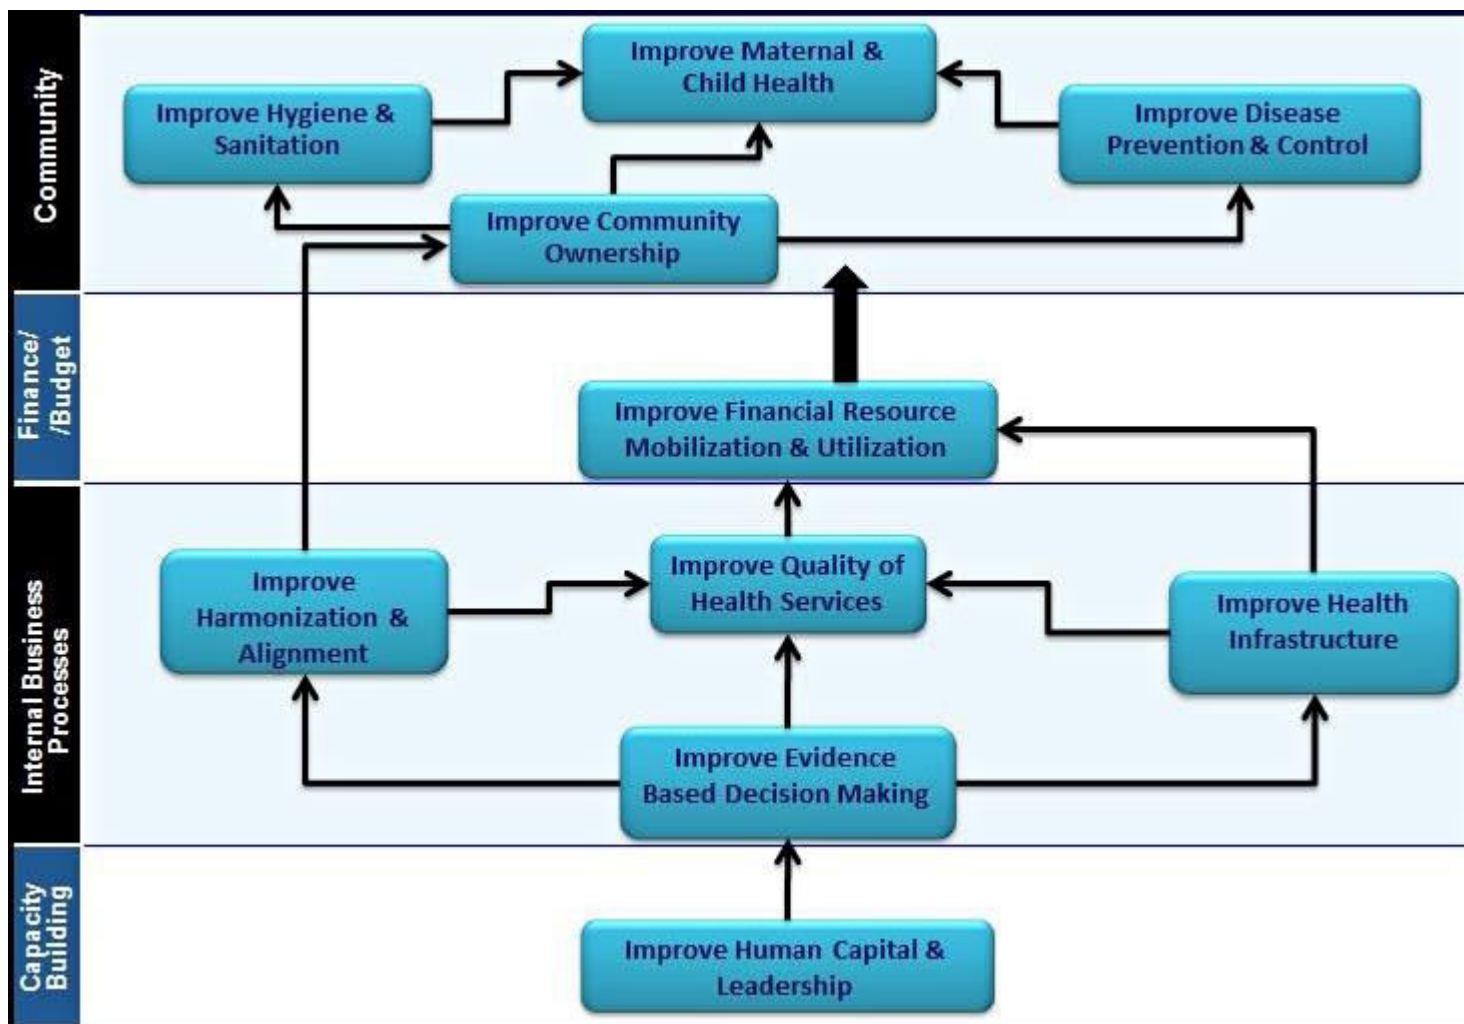 Community
Improve Maternal &
Child Health
Improve Hygiene &
Sanitation
Improve Disease
Prevention & Control
Improve Community
Ownership
Finance/
/Budget
Improve Financial Resource
Mobilization & Utilization
Internal Business
Processes
Improve
Harmonization &
Alignment
Improve Quality of
Health Services
Improve Health
Infrastructure
Improve Evidence
Based Decision Making
Capacity
Building
Improve Human Capital &
Leadership